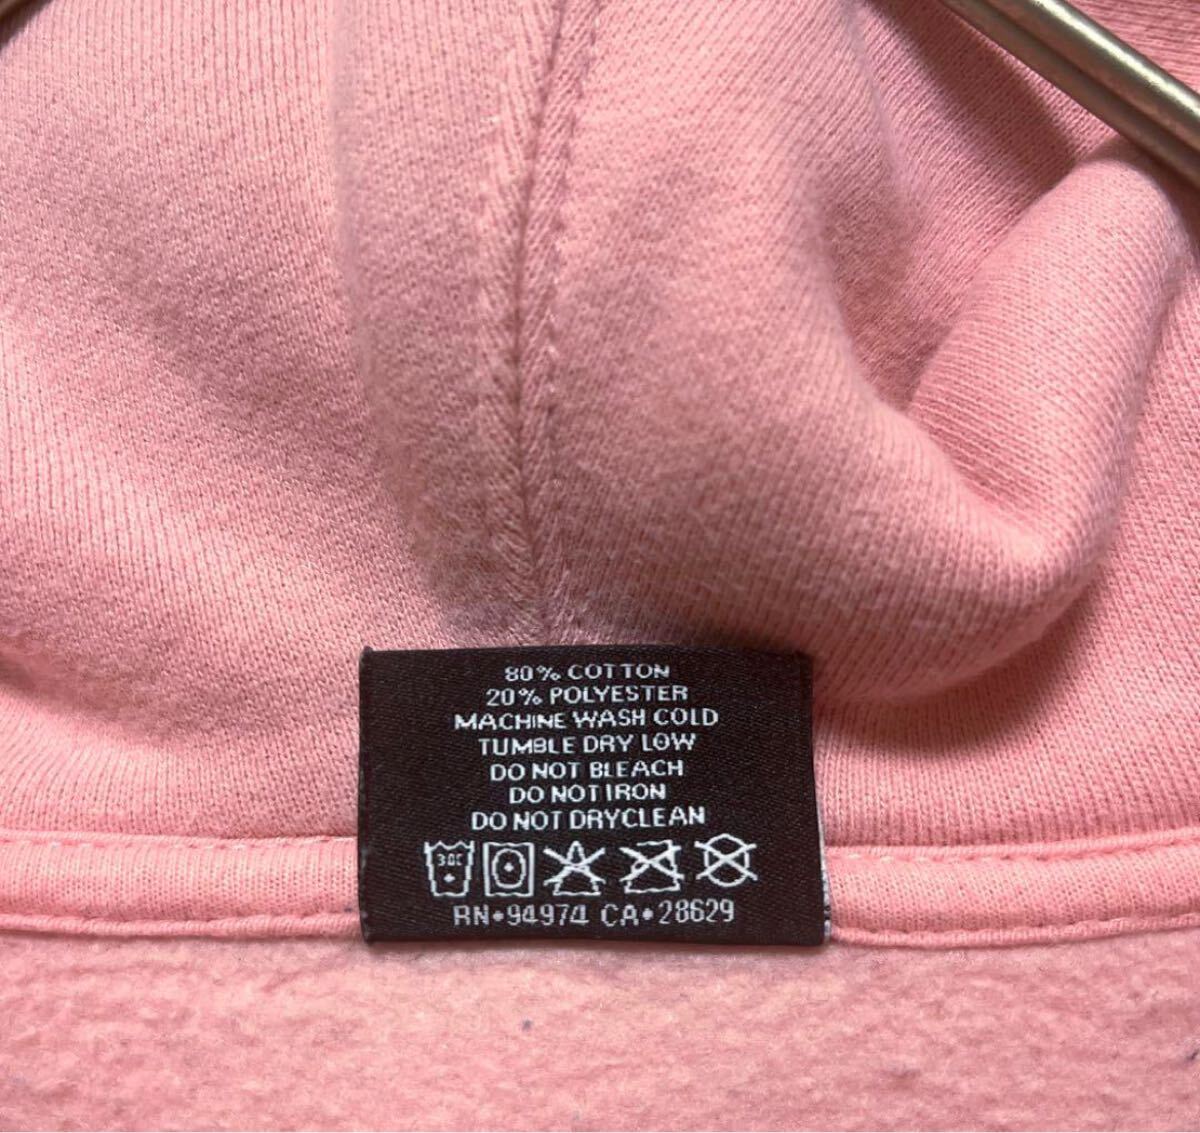 80% COTTON
20% POLYESTER
MACHINE WASH COLD
TUMBLE DRY LOW
DO NOT BLEACH
DO NOT IRON
DO NOT DRYCLEAN
30C
RN•94974 CA•28629